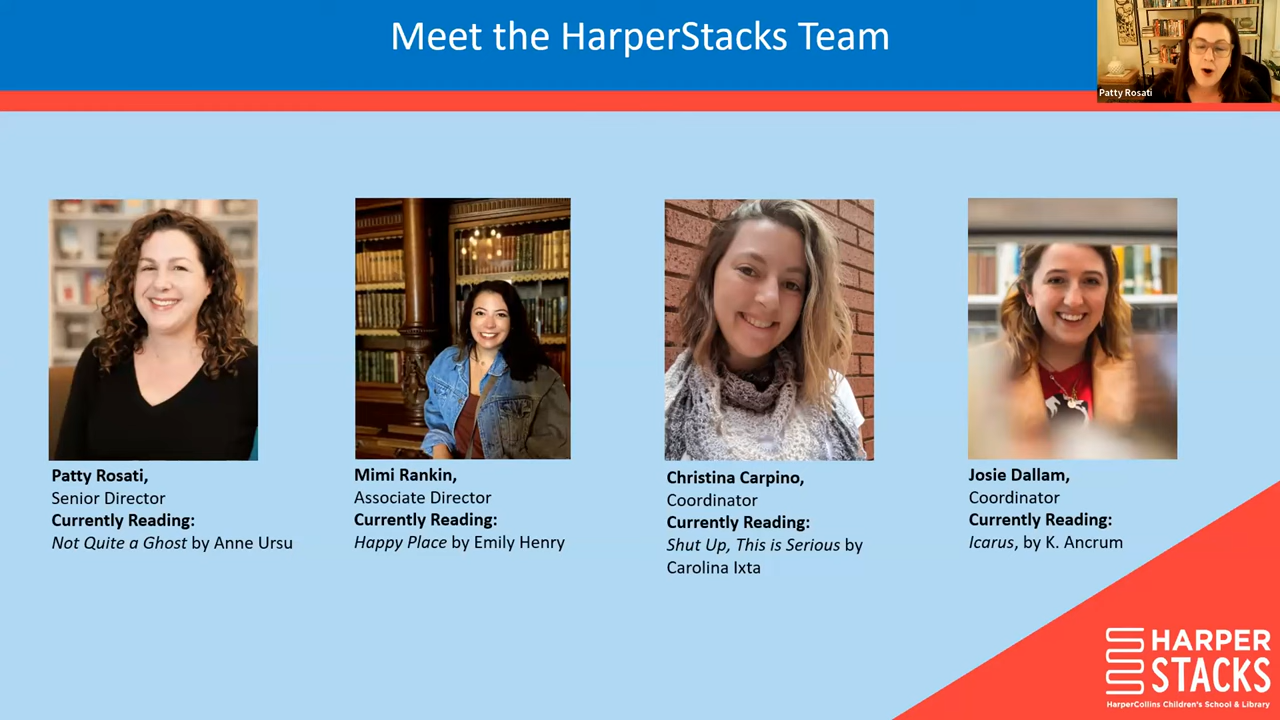 Meet the HarperStacks Team
Patty Rosati
Patty Rosati,
Senior Director
Currently Reading:
Not Quite a Ghost by Anne Ursu
Mimi Rankin,
Associate Director
Currently Reading:
Happy Place by Emily Henry
Christina Carpino,
Coordinator
Currently Reading:
Shut Up, This is Serious by
Carolina Ixta
Josie Dallam,
Coordinator
Currently Reading:
Icarus, by K. Ancrum
HARPER
STACKS
HarperCollins Children's School & Library